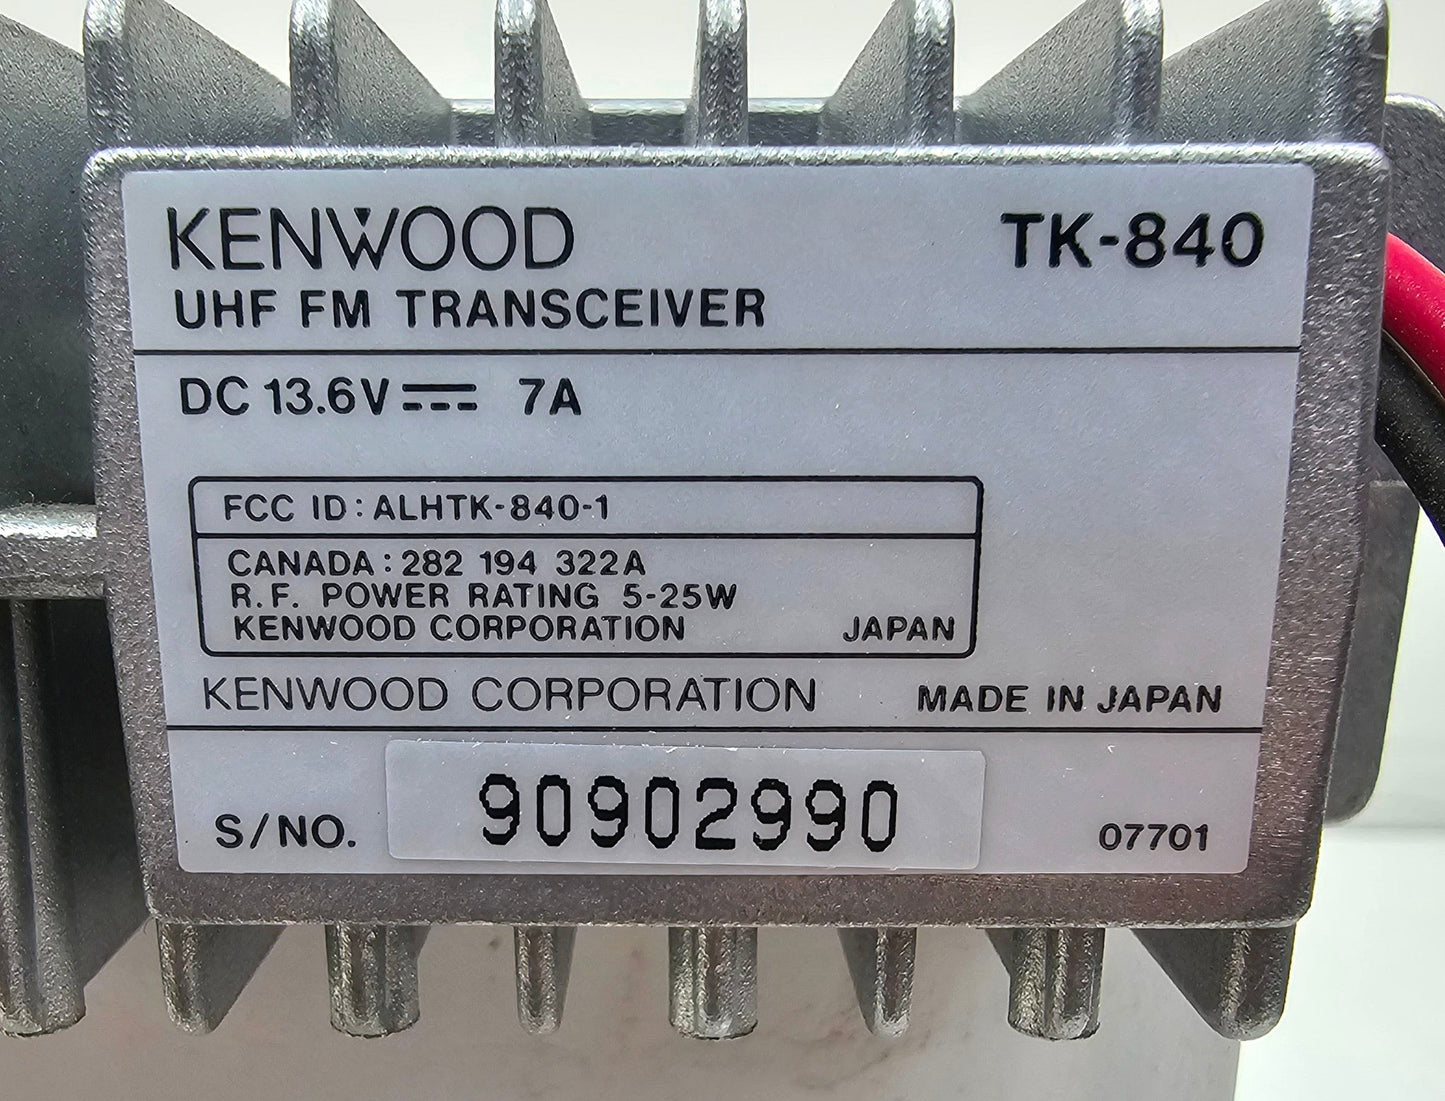 KENWOOD TK-840
UHF FM TRANSCEIVER
DC 13.6V ⎓ 7A
FCC ID: ALHTK-840-1
CANADA: 282 194 322A
R.F. POWER RATING 5-25W
KENWOOD CORPORATION JAPAN
KENWOOD CORPORATION MADE IN JAPAN
S/NO. 90902990 07701